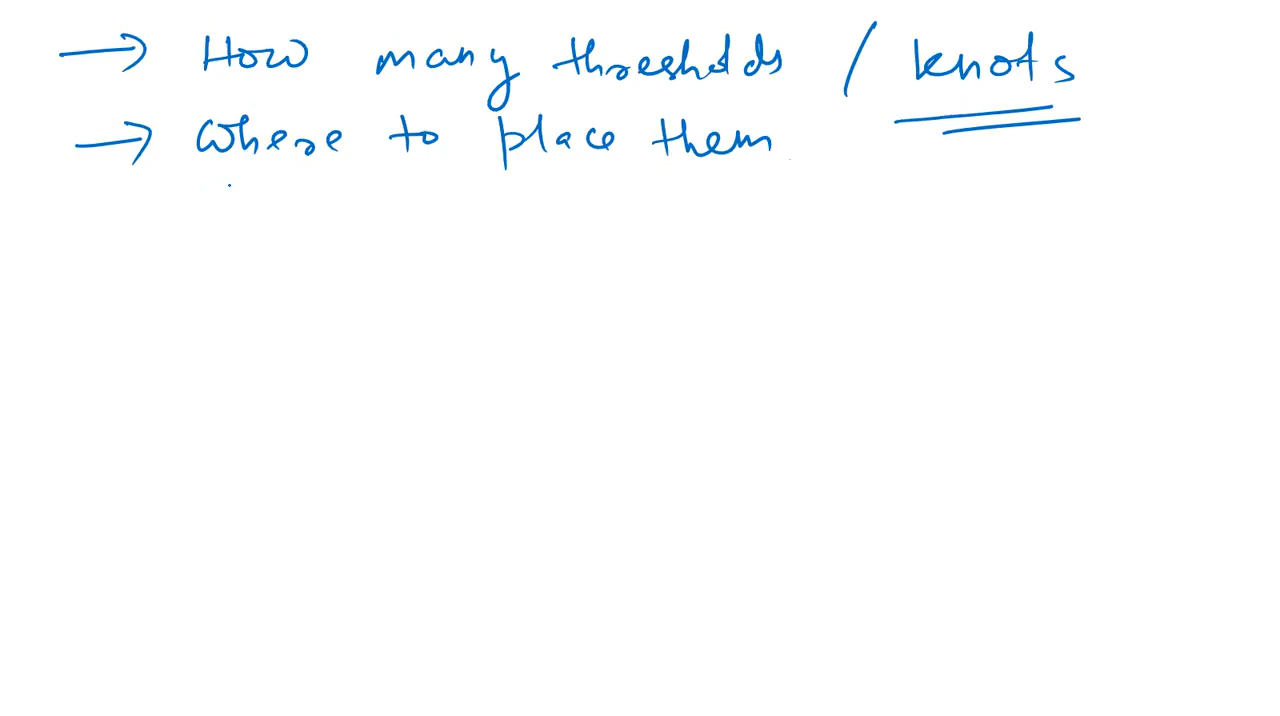 → How many thresholds / knots
→ Where to place them